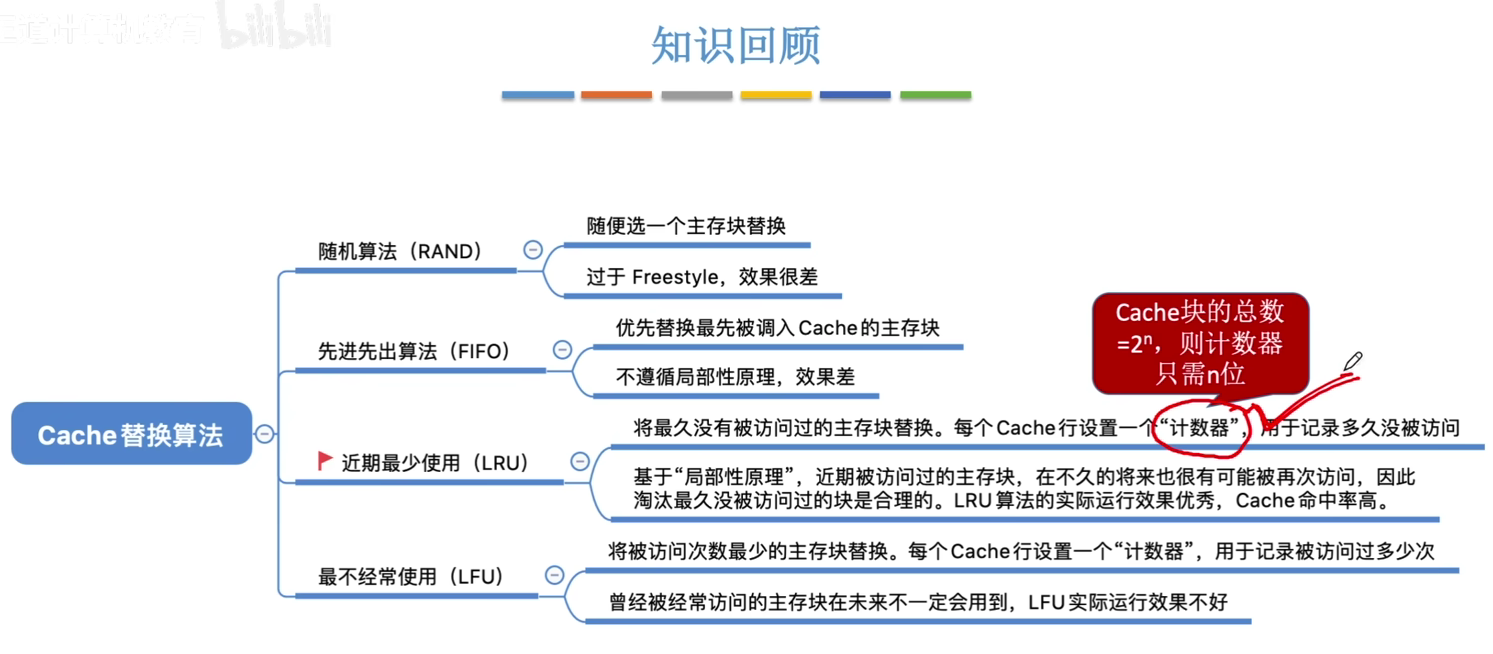 bilibili
知识回顾
随便选一个主存块替换
随机算法（RAND）
过于 Freestyle，效果很差
Cache块的总数
=2ⁿ，则计数器
只需n位
优先替换最先被调入Cache的主存块
先进先出算法（FIFO）
不遵循局部性原理，效果差
Cache替换算法
将最久没有被访问过的主存块替换。每个Cache行设置一个“计数器”，用于记录多久没被访问
近期最少使用（LRU）
基于“局部性原理”，近期被访问过的主存块，在不久的将来也很有可能被再次访问，因此
淘汰最久没被访问过的块是合理的。LRU算法的实际运行效果优秀，Cache命中率高。
将被访问次数最少的主存块替换。每个Cache行设置一个“计数器”，用于记录被访问过多少次
最不经常使用（LFU）
曾经被经常访问的主存块在未来不一定会用到，LFU实际运行效果不好